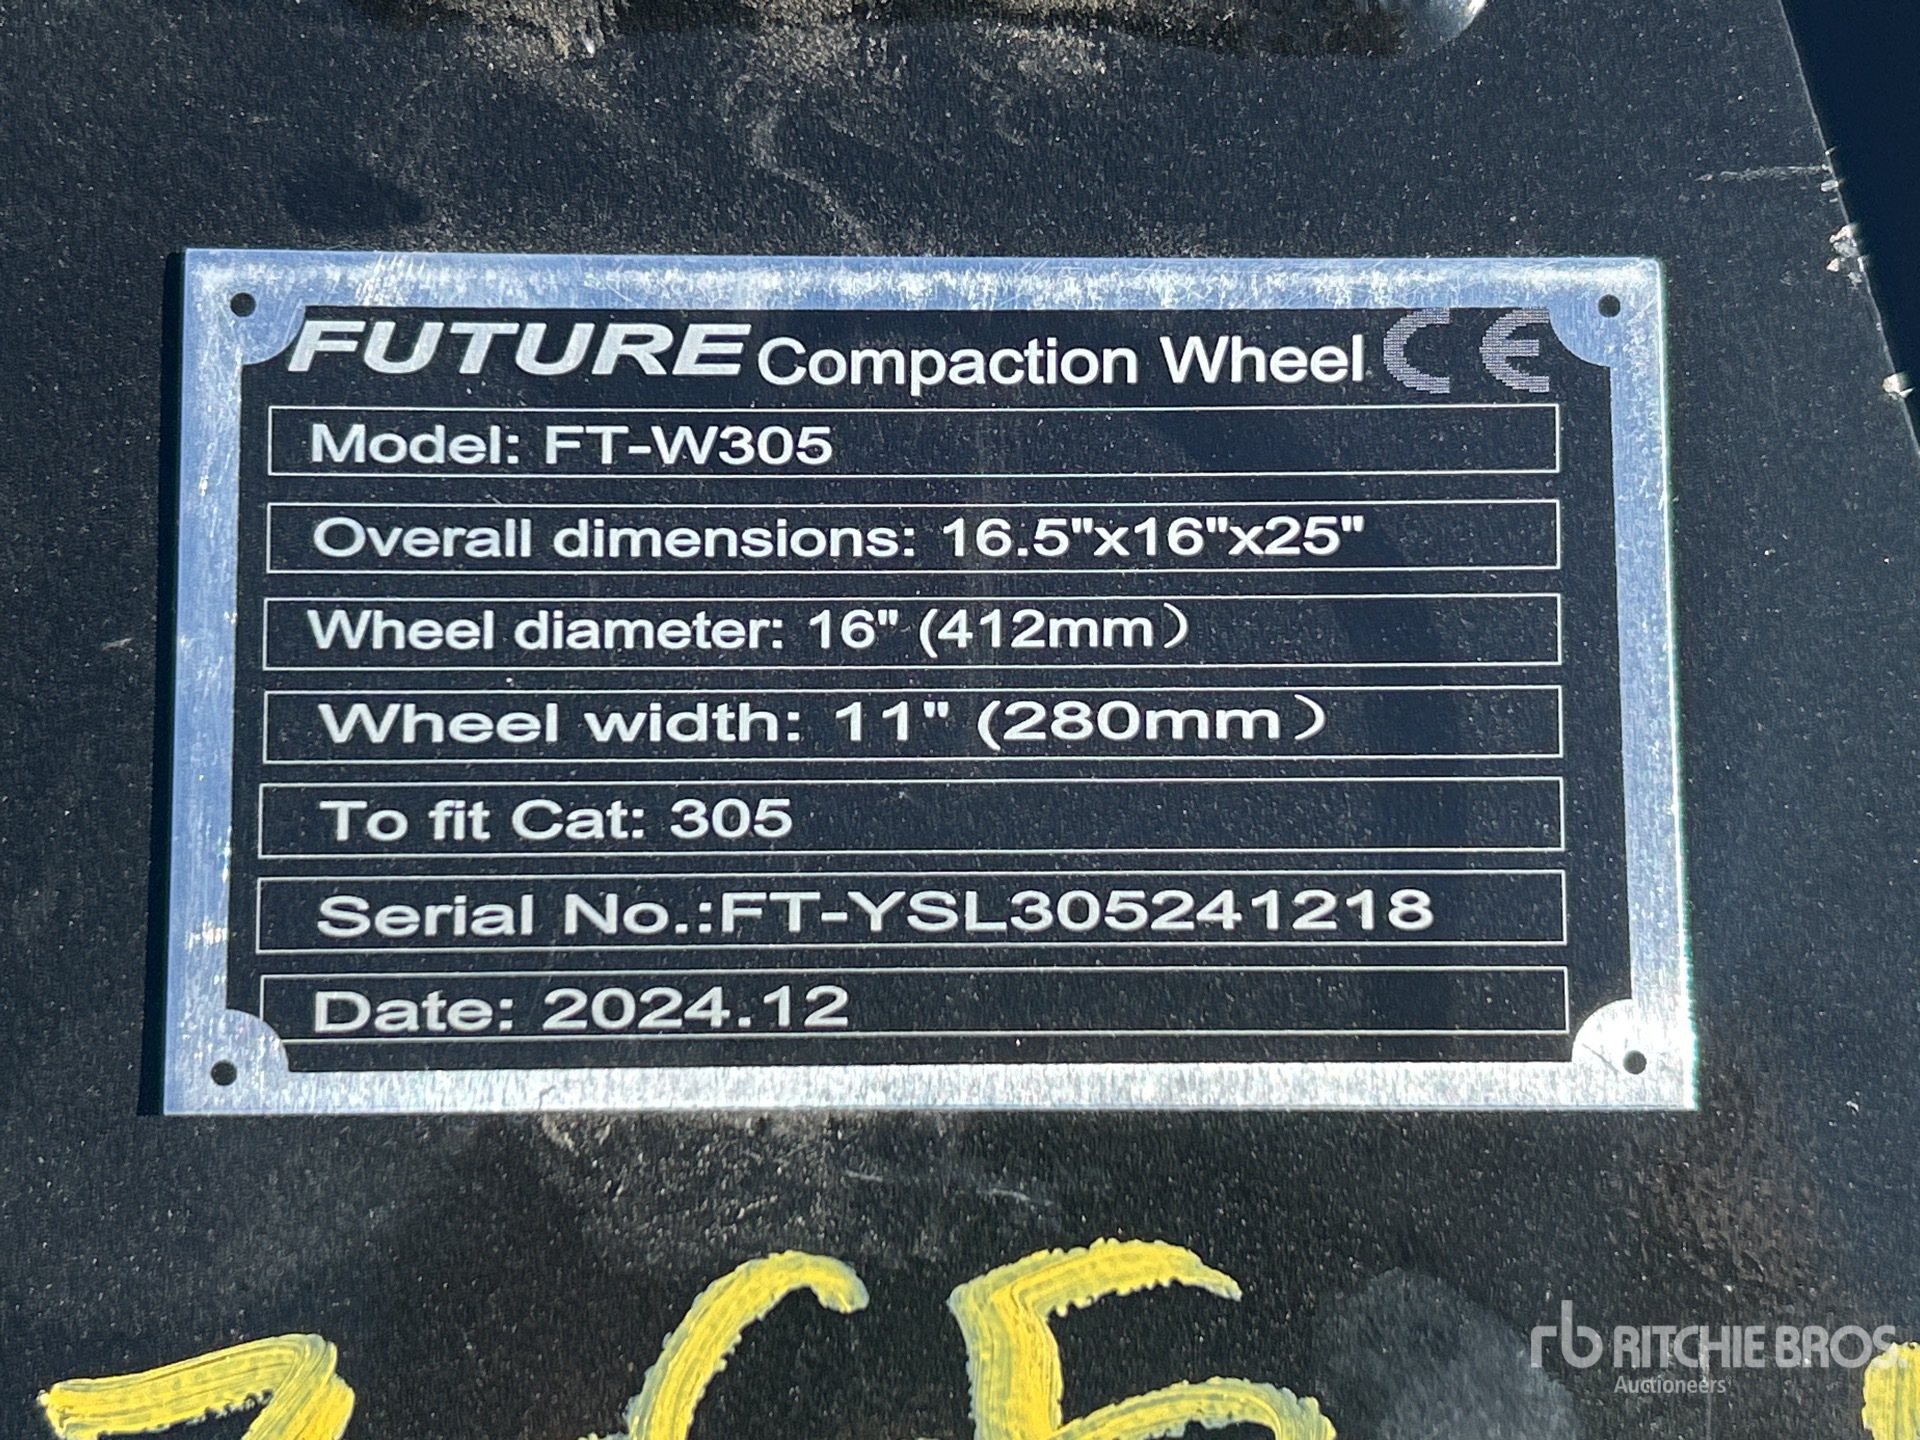 FUTURE Compaction Wheel CE
Model: FT-W305
Overall dimensions: 16.5"x16"x25"
Wheel diameter: 16" (412mm）
Wheel width: 11" (280mm）
To fit Cat: 305
Serial No.:FT-YSL305241218
Date: 2024.12
rb RITCHIE BROS.
Auctioneers